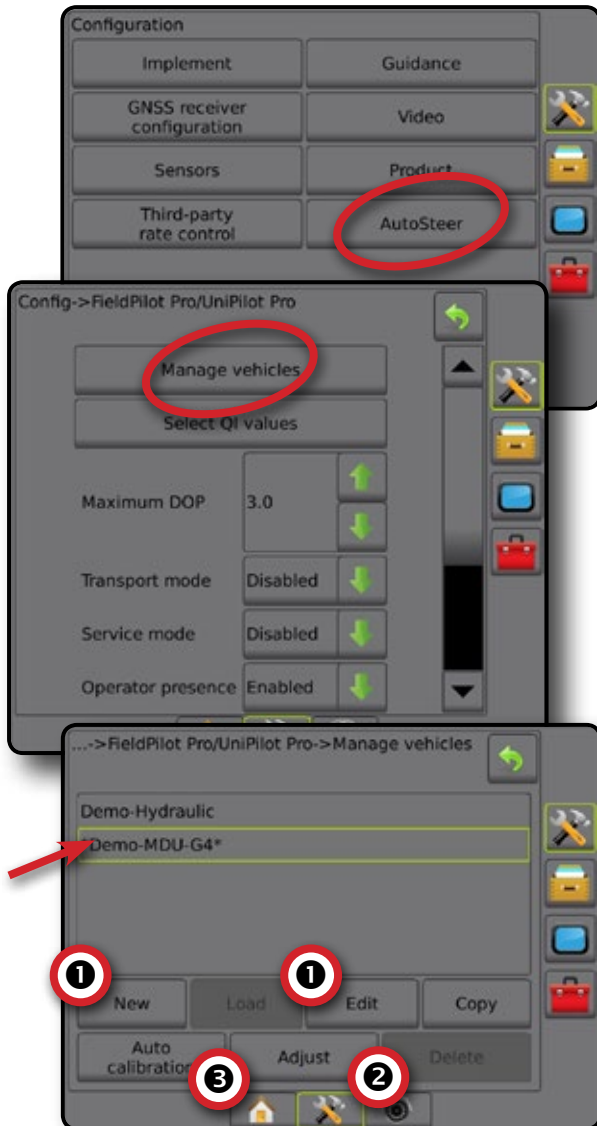 Configuration
Implement
Guidance
GNSS receiver
configuration
Video
Sensors
Product
Third-party
rate control
AutoSteer
Config->FieldPilot Pro/UniPilot Pro
Manage vehicles
Select QI values
Maximum DOP
3.0
Transport mode
Disabled
Service mode
Disabled
Operator presence
Enabled
...->FieldPilot Pro/UniPilot Pro->Manage vehicles
Demo-Hydraulic
*Demo-MDU-G4*
1
1
New
Load
Edit
Copy
Auto
calibration
Adjust
Delete
3
2